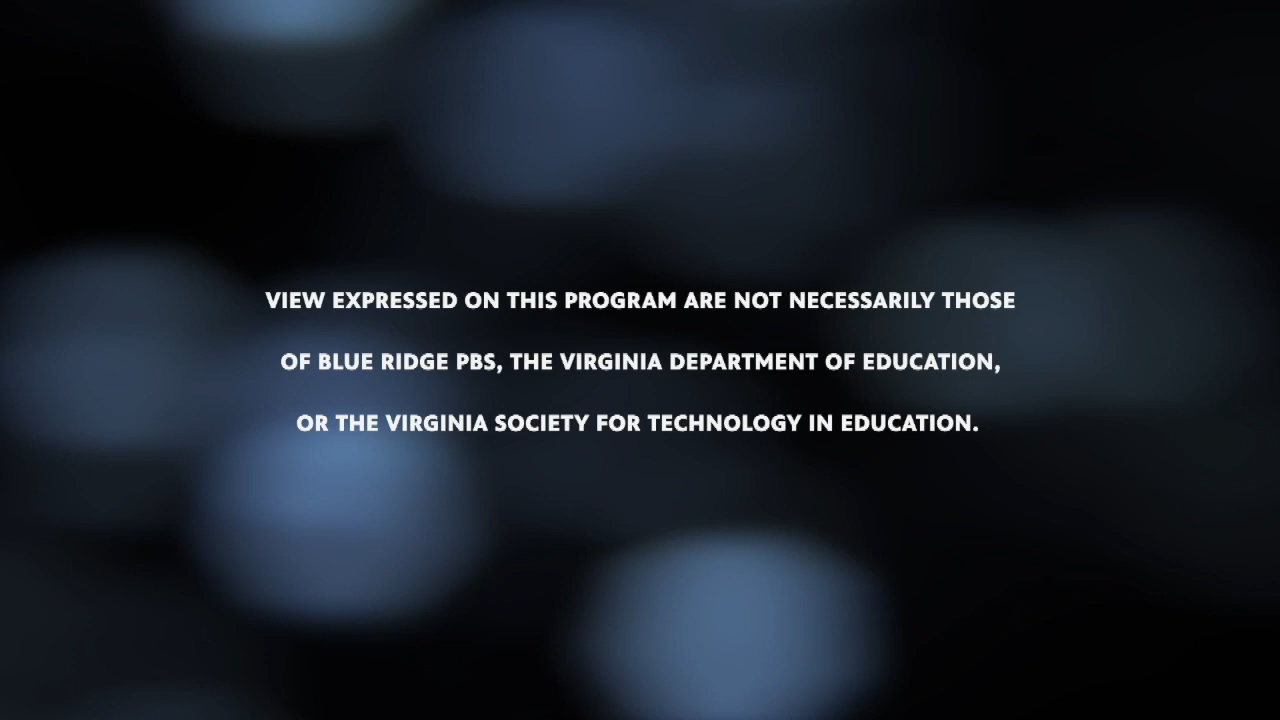 VIEW EXPRESSED ON THIS PROGRAM ARE NOT NECESSARILY THOSE
OF BLUE RIDGE PBS, THE VIRGINIA DEPARTMENT OF EDUCATION,
OR THE VIRGINIA SOCIETY FOR TECHNOLOGY IN EDUCATION.